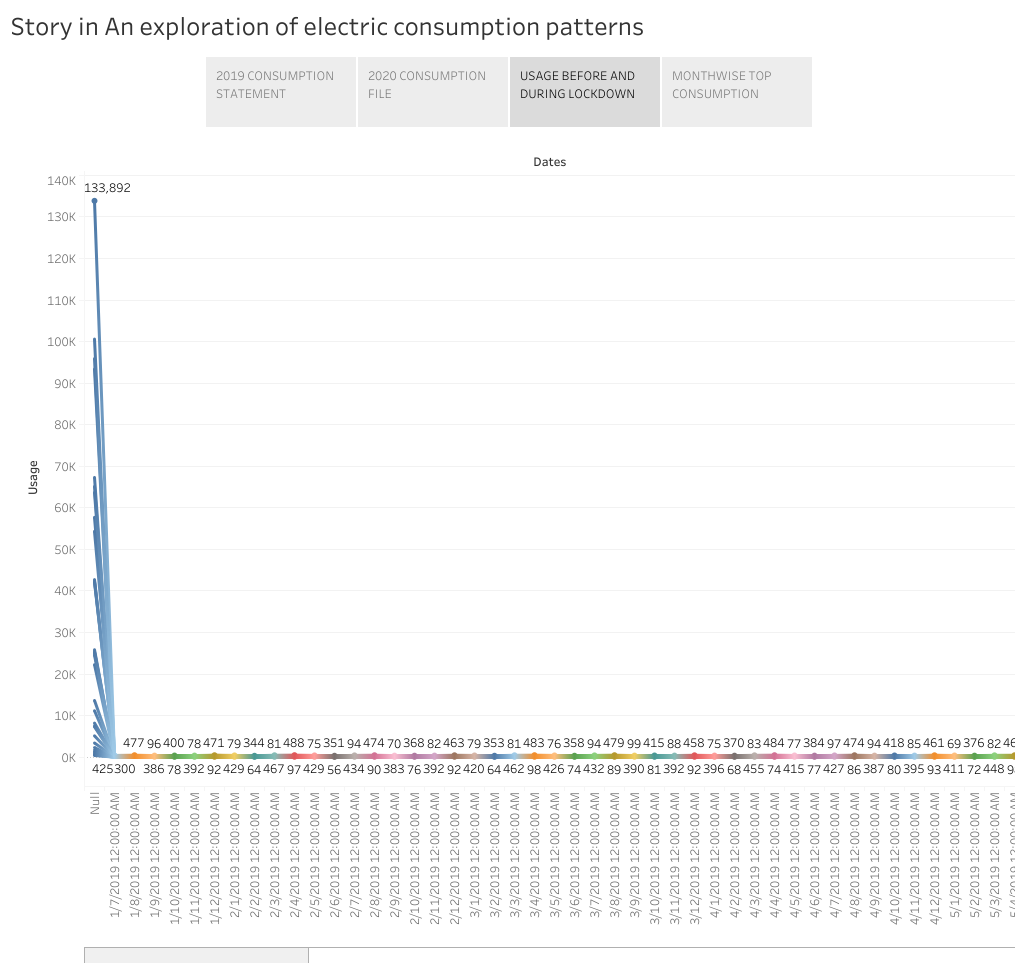 Story in An exploration of electric consumption patterns
2019 CONSUMPTION
STATEMENT
2020 CONSUMPTION
FILE
USAGE BEFORE AND
DURING LOCKDOWN
MONTHWISE TOP
CONSUMPTION
Dates
Usage
140K
130K
120K
110K
100K
90K
80K
70K
60K
50K
40K
30K
20K
10K
0K
133,892
477 96 400 78 471 79 344 81 488 75 351 94 474 70 368 82 463 79 353 81 483 76 358 94 479 99 415 88 458 75 370 83 484 77 384 97 474 94 418 85 461 69 376 82
425 300 386 78 392 92 429 64 467 97 429 56 434 90 383 76 392 92 420 64 462 98 426 74 432 89 390 81 392 92 396 68 455 74 415 77 427 86 387 80 395 93 411 72 448
Null
1/7/2019 12:00:00 AM
1/8/2019 12:00:00 AM
1/9/2019 12:00:00 AM
1/10/2019 12:00:00 AM
1/11/2019 12:00:00 AM
1/12/2019 12:00:00 AM
2/1/2019 12:00:00 AM
2/2/2019 12:00:00 AM
2/3/2019 12:00:00 AM
2/4/2019 12:00:00 AM
2/5/2019 12:00:00 AM
2/6/2019 12:00:00 AM
2/7/2019 12:00:00 AM
2/8/2019 12:00:00 AM
2/9/2019 12:00:00 AM
2/10/2019 12:00:00 AM
2/11/2019 12:00:00 AM
2/12/2019 12:00:00 AM
3/1/2019 12:00:00 AM
3/2/2019 12:00:00 AM
3/3/2019 12:00:00 AM
3/4/2019 12:00:00 AM
3/5/2019 12:00:00 AM
3/6/2019 12:00:00 AM
3/7/2019 12:00:00 AM
3/8/2019 12:00:00 AM
3/9/2019 12:00:00 AM
3/10/2019 12:00:00 AM
3/11/2019 12:00:00 AM
3/12/2019 12:00:00 AM
4/1/2019 12:00:00 AM
4/2/2019 12:00:00 AM
4/3/2019 12:00:00 AM
4/4/2019 12:00:00 AM
4/5/2019 12:00:00 AM
4/6/2019 12:00:00 AM
4/7/2019 12:00:00 AM
4/8/2019 12:00:00 AM
4/9/2019 12:00:00 AM
4/10/2019 12:00:00 AM
4/11/2019 12:00:00 AM
4/12/2019 12:00:00 AM
5/1/2019 12:00:00 AM
5/2/2019 12:00:00 AM
5/3/2019 12:00:00 AM